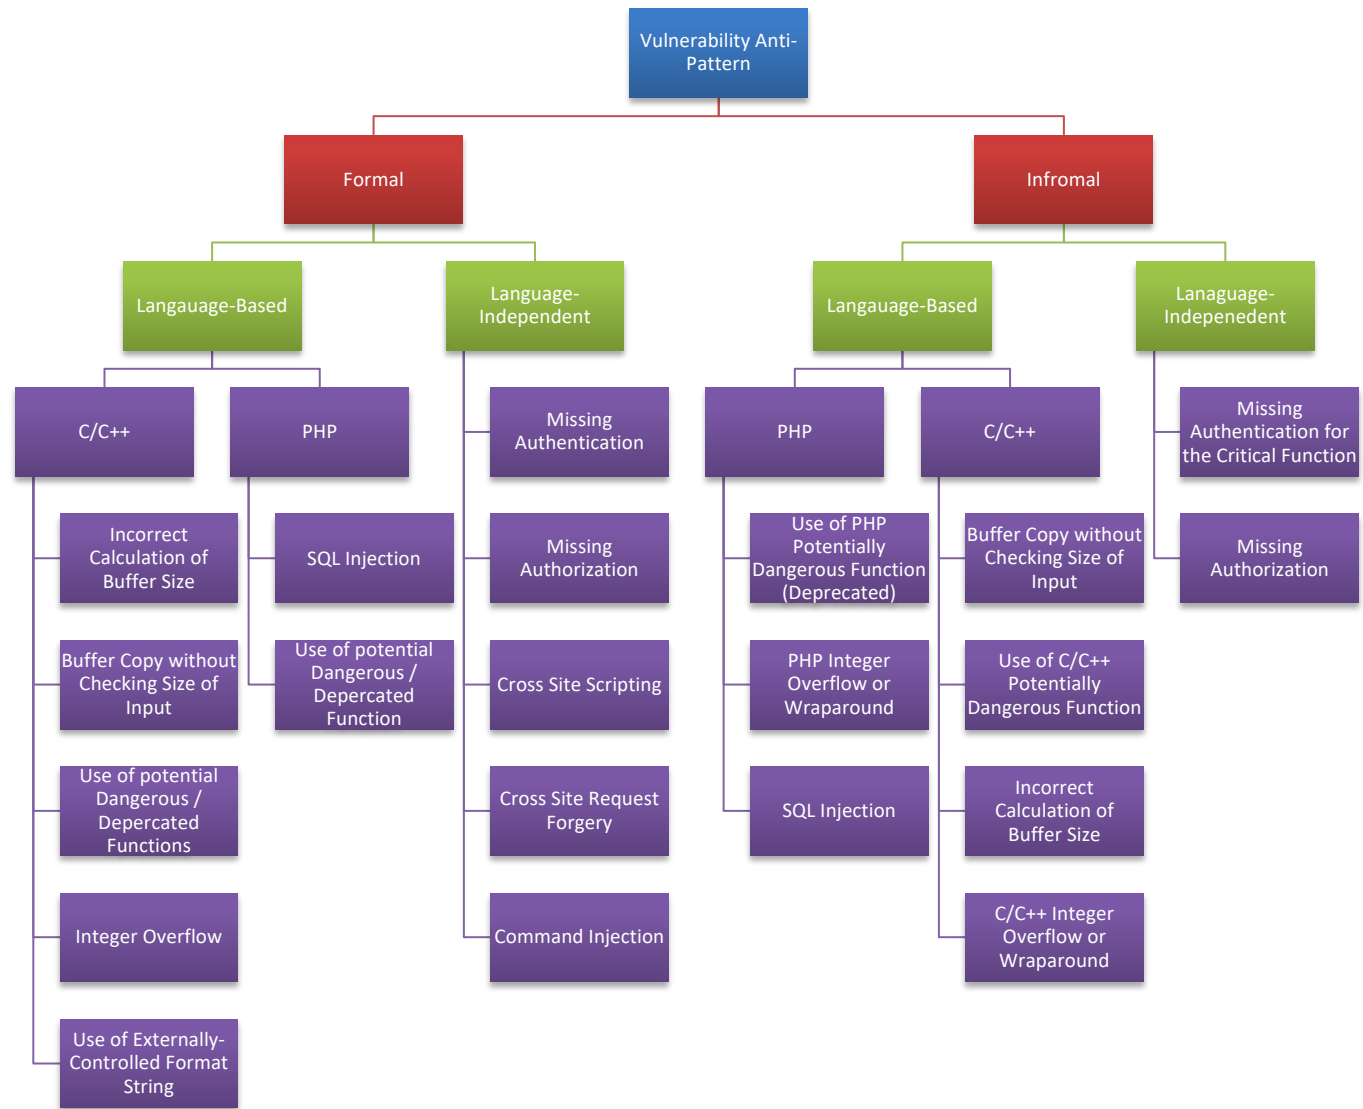 Vulnerability Anti-
Pattern
Formal
Infromal
Langauage-Based
Language-
Independent
Langauage-Based
Lanaguage-
Indepenedent
C/C++
PHP
Missing
Authentication
PHP
C/C++
Missing
Authentication for
the Critical Function
Incorrect
Calculation of
Buffer Size
SQL Injection
Missing
Authorization
Use of PHP
Potentially
Dangerous Function
(Deprecated)
Buffer Copy without
Checking Size of
Input
Missing
Authorization
Buffer Copy without
Checking Size of
Input
Use of potential
Dangerous /
Depercated
Function
Cross Site Scripting
PHP Integer
Overflow or
Wraparound
Use of C/C++
Potentially
Dangerous Function
Use of potential
Dangerous /
Depercated
Functions
Cross Site Request
Forgery
SQL Injection
Incorrect
Calculation of
Buffer Size
Integer Overflow
Command Injection
C/C++ Integer
Overflow or
Wraparound
Use of Externally-
Controlled Format
String